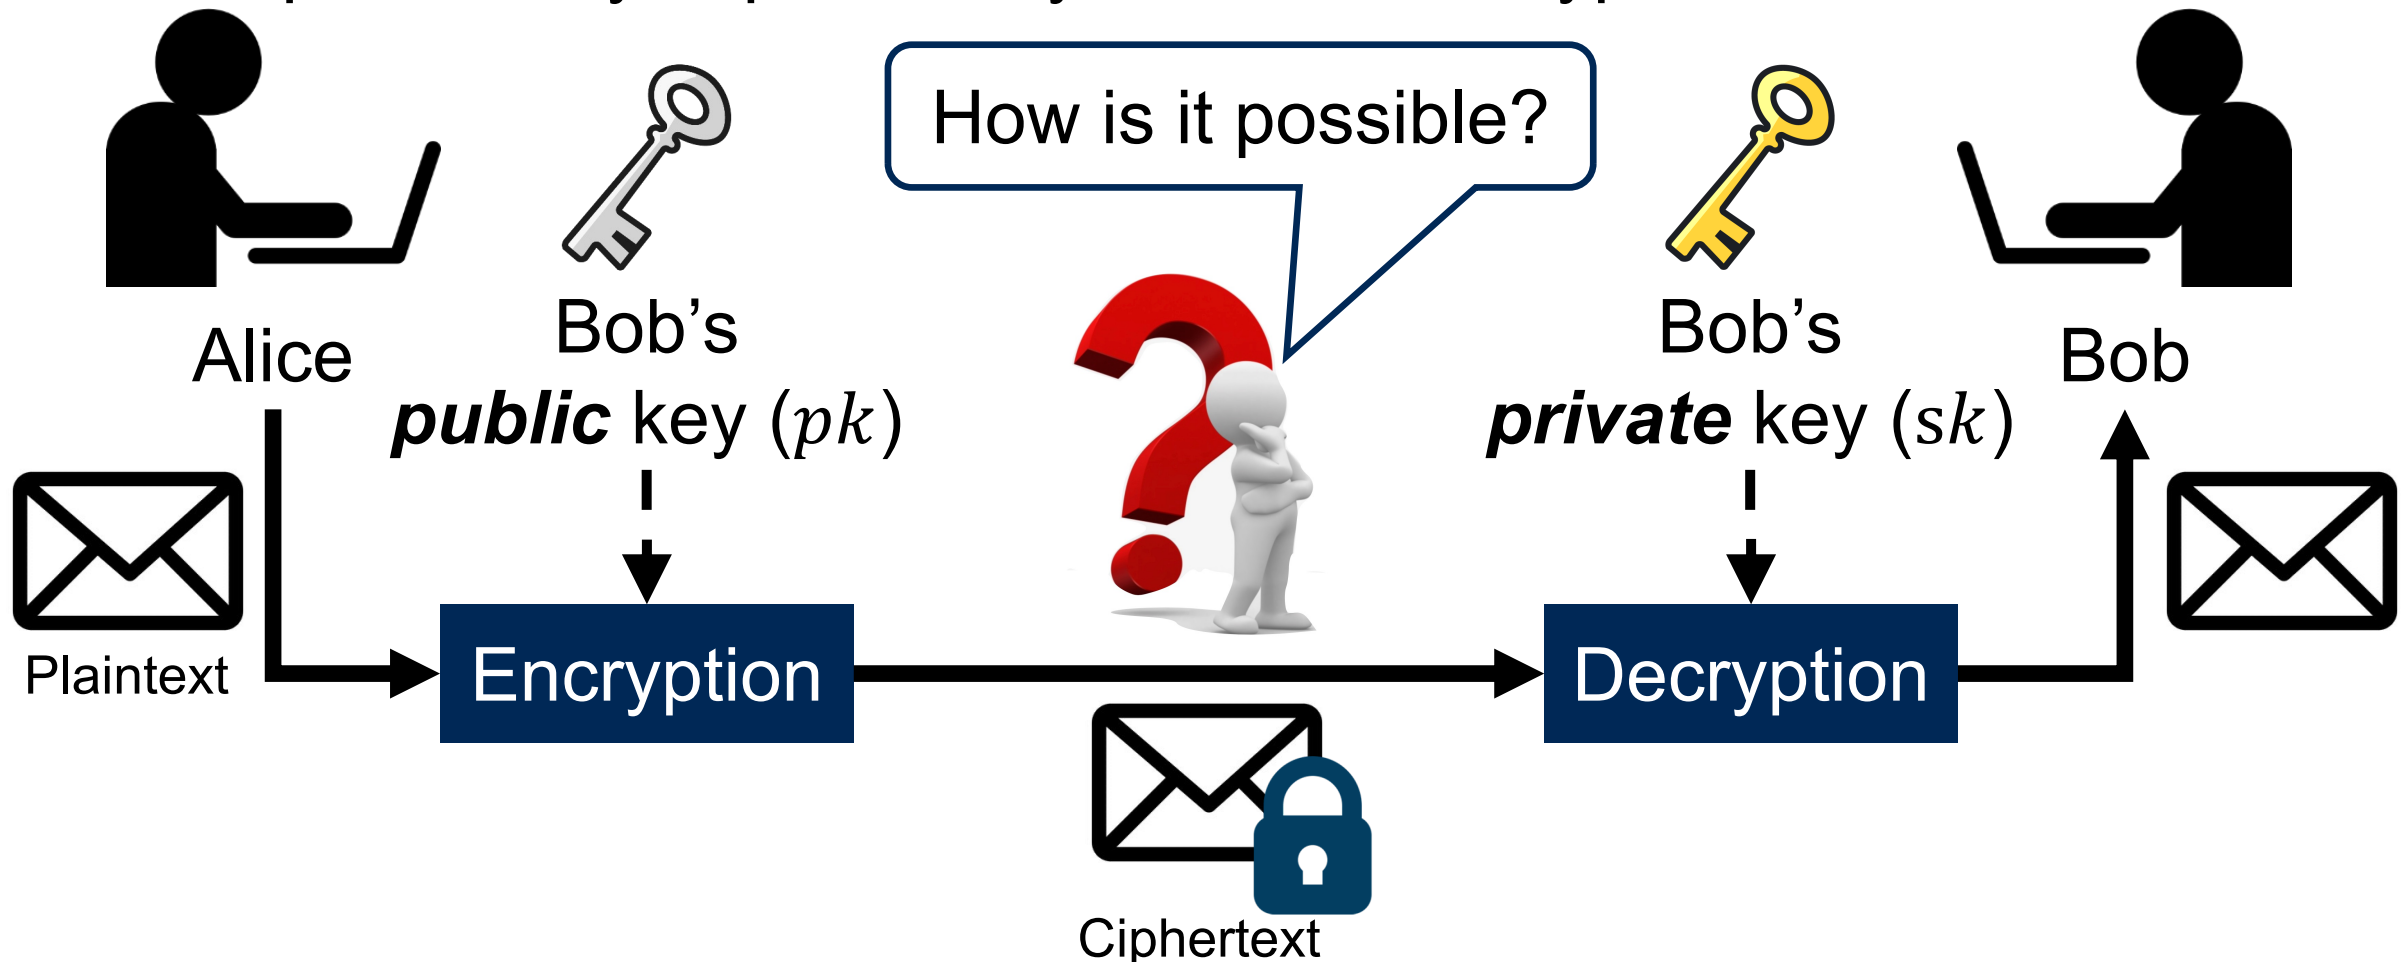 How is it possible?
Alice
Bob’s
public key (pk)
Bob’s
private key (sk)
Bob
Plaintext
Encryption
Decryption
Ciphertext